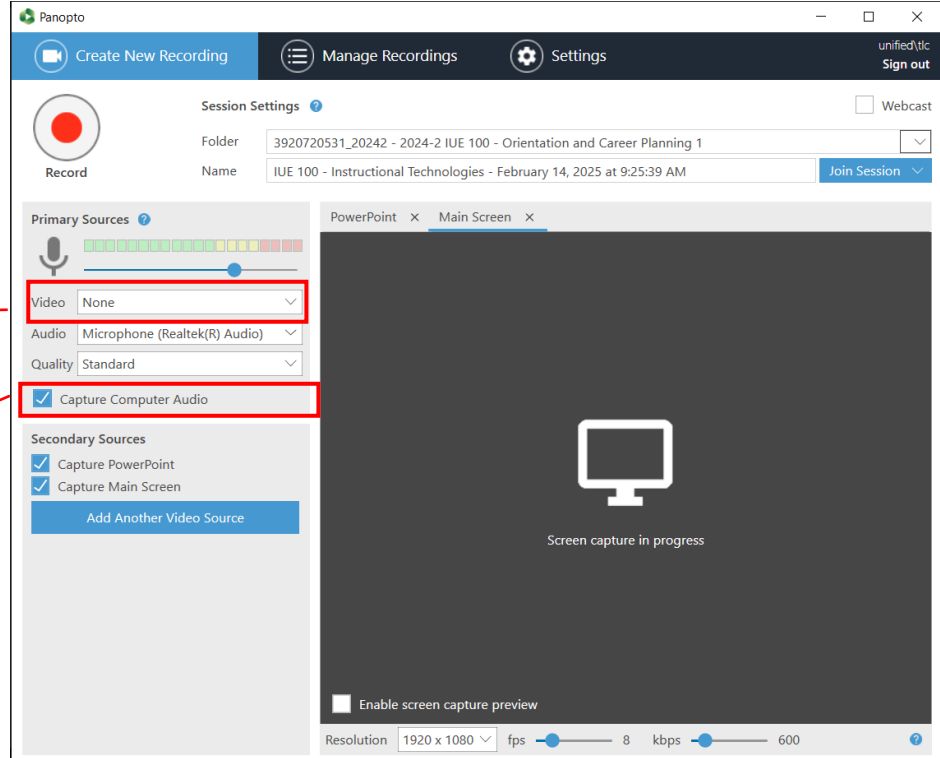 Panopto
Create New Recording Manage Recordings Settings unified\tlc
Sign out
Session Settings ? Webcast
Folder 3920720531_20242 - 2024-2 IUE 100 - Orientation and Career Planning 1
Record Name IUE 100 - Instructional Technologies - February 14, 2025 at 9:25:39 AM Join Session
Primary Sources ? PowerPoint × Main Screen ×
Video None
Audio Microphone (Realtek(R) Audio)
Quality Standard
Capture Computer Audio
Secondary Sources
Capture PowerPoint
Capture Main Screen
Add Another Video Source
Screen capture in progress
Enable screen capture preview
Resolution 1920 x 1080 fps 8 kbps 600 ?